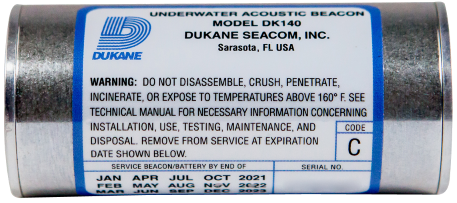 UNDERWATER ACOUSTIC BEACON
MODEL DK140
DUKANE SEACOM, INC.
Sarasota, FL USA
DUKANE
WARNING: DO NOT DISASSEMBLE, CRUSH, PENETRATE,
INCINERATE, OR EXPOSE TO TEMPERATURES ABOVE 160° F. SEE
TECHNICAL MANUAL FOR NECESSARY INFORMATION CONCERNING
INSTALLATION, USE, TESTING, MAINTENANCE, AND
DISPOSAL. REMOVE FROM SERVICE AT EXPIRATION
DATE SHOWN BELOW.
CODE
C
SERVICE BEACON/BATTERY BY END OF
SERIAL NO.
JAN APR JUL OCT 2021
FEB MAY AUG NOV 2022
MAR JUN SEP DEC 2023